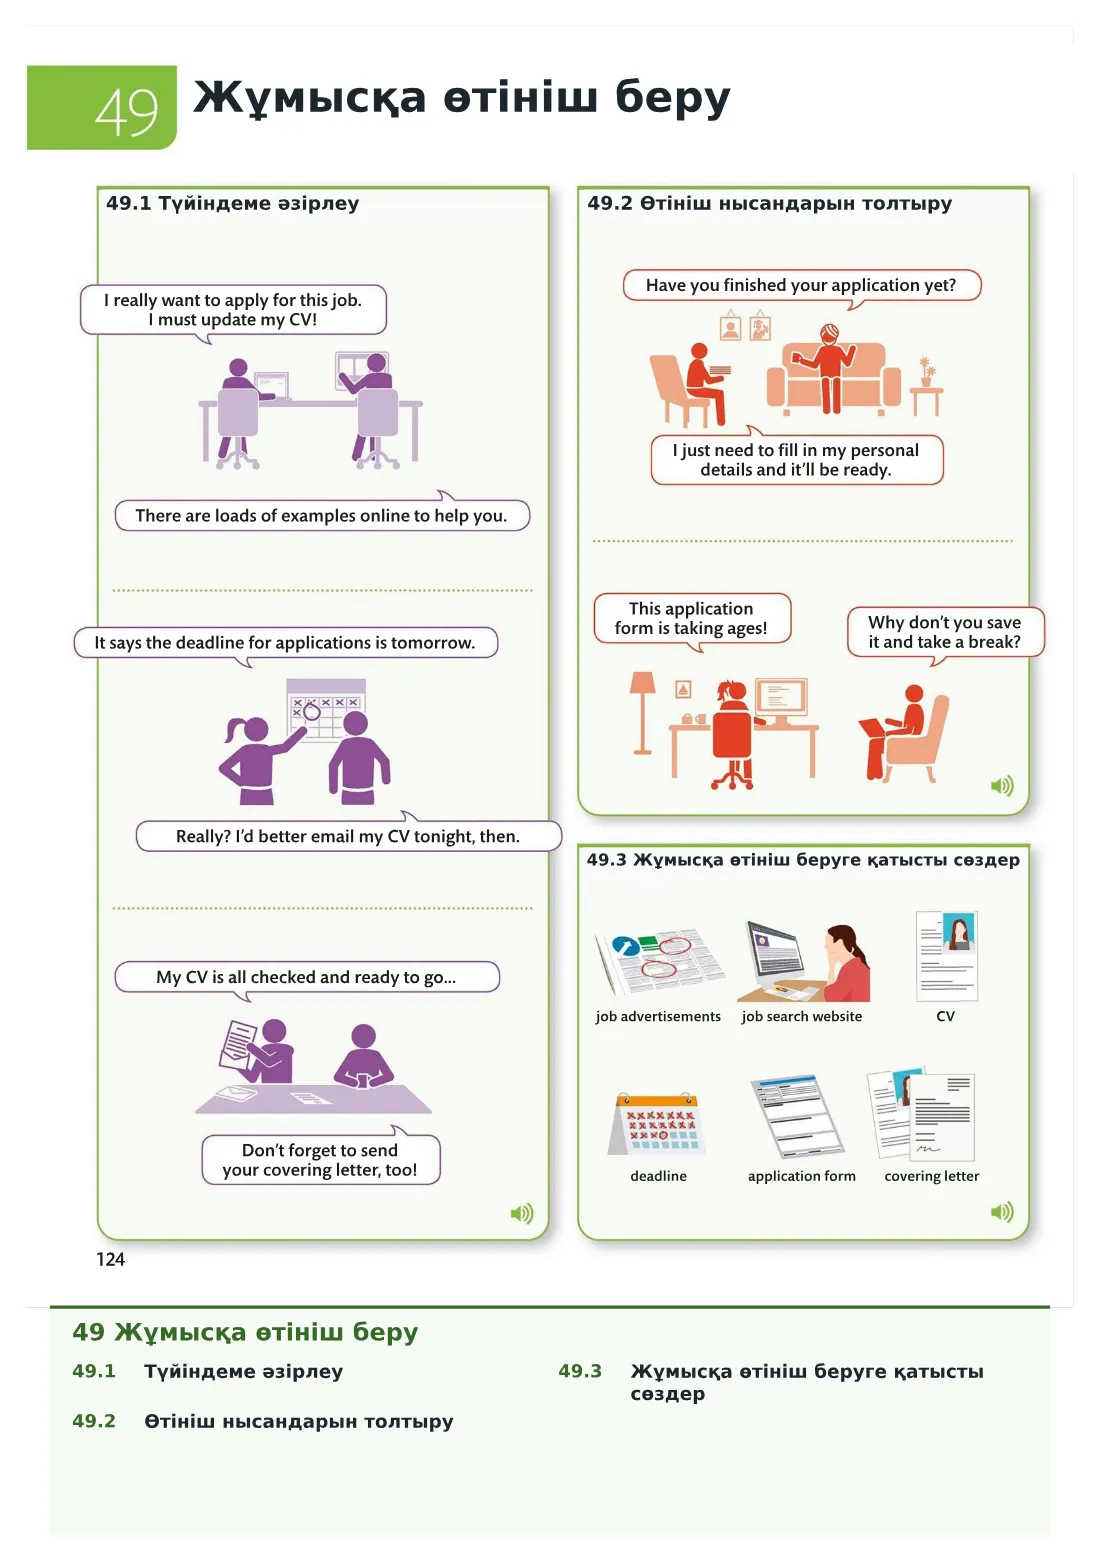 49
Жұмысқа өтініш беру
49.1 Түйіндеме әзірлеу
I really want to apply for this job.
I must update my CV!
There are loads of examples online to help you.
It says the deadline for applications is tomorrow.
Really? I'd better email my CV tonight, then.
My CV is all checked and ready to go...
Don't forget to send
your covering letter, too!
49.2 Өтініш нысандарын толтыру
Have you finished your application yet?
I just need to fill in my personal
details and it'll be ready.
This application
form is taking ages!
Why don't you save
it and take a break?
49.3 Жұмысқа өтініш беруге қатысты сөздер
job advertisements
job search website
CV
deadline
application form
covering letter
124
49 Жұмысқа өтініш беру
49.1 Түйіндеме әзірлеу
49.2 Өтініш нысандарын толтыру
49.3 Жұмысқа өтініш беруге қатысты
сөздер